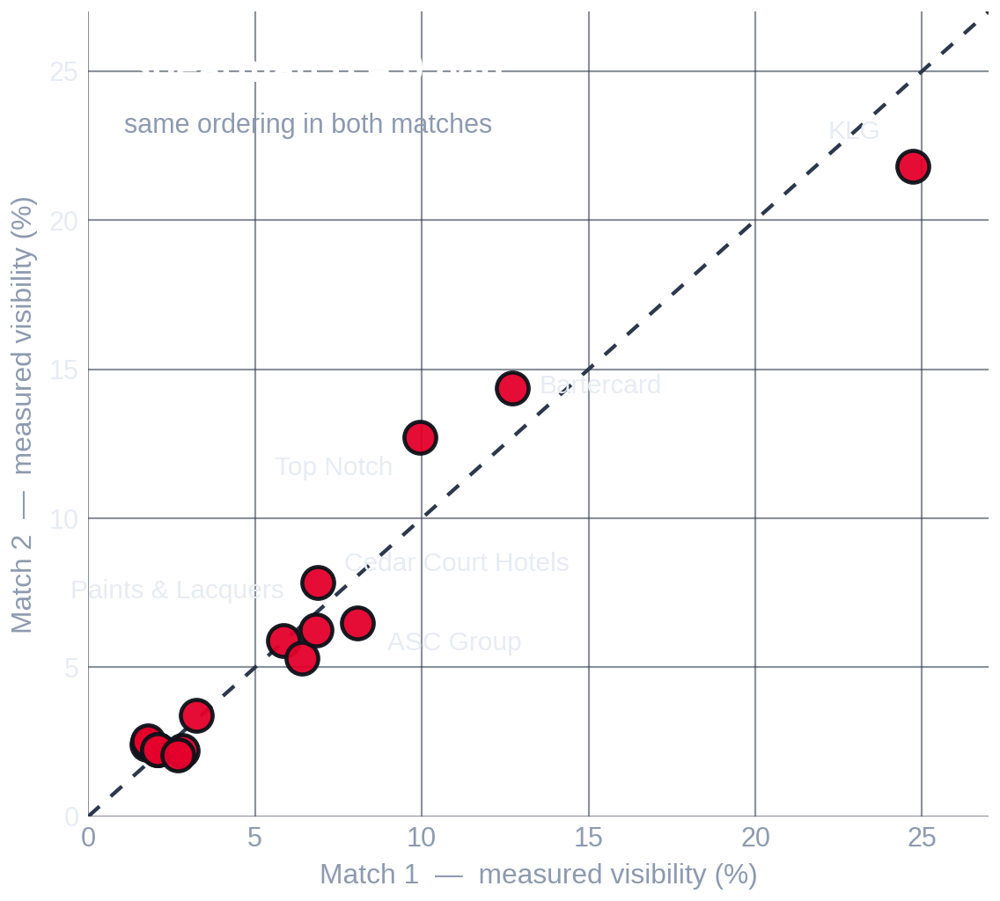 25
same ordering in both matches
KLG
20
15
Bartercard
Top Notch
10
Cedar Court Hotels
Paints & Lacquers
ASC Group
5
0
0 5 10 15 20 25
Match 1 — measured visibility (%)
Match 2 — measured visibility (%)